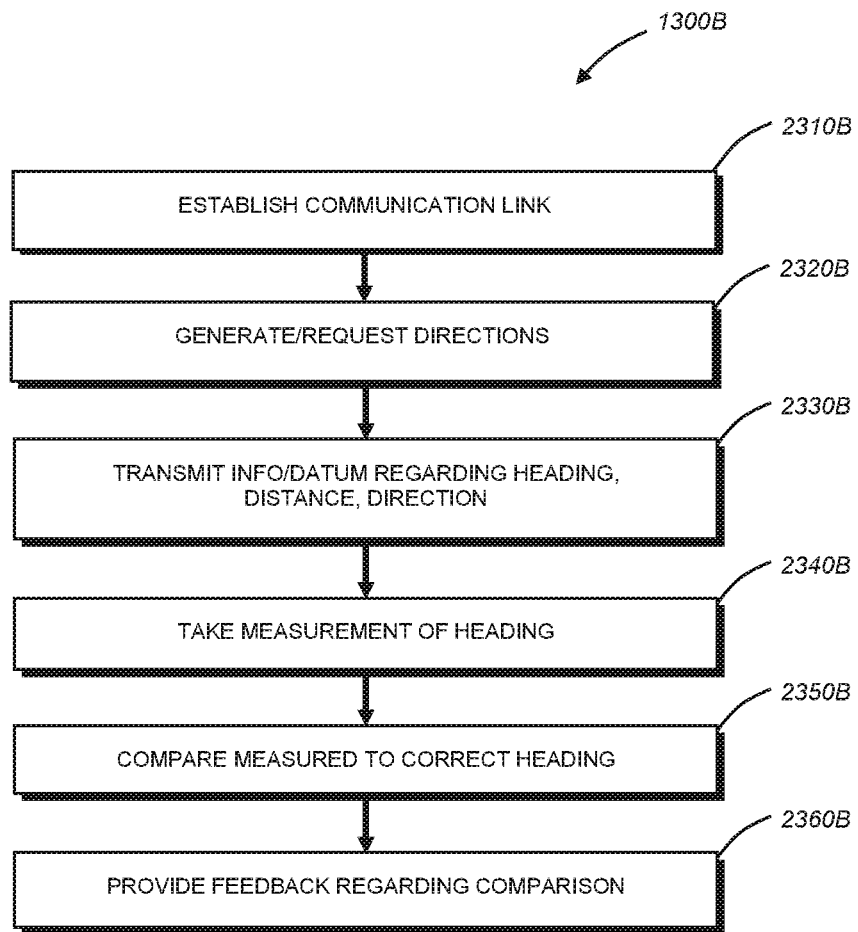 1300B
2310B
ESTABLISH COMMUNICATION LINK
2320B
GENERATE/REQUEST DIRECTIONS
2330B
TRANSMIT INFO/DATUM REGARDING HEADING,
DISTANCE, DIRECTION
2340B
TAKE MEASUREMENT OF HEADING
2350B
COMPARE MEASURED TO CORRECT HEADING
2360B
PROVIDE FEEDBACK REGARDING COMPARISON